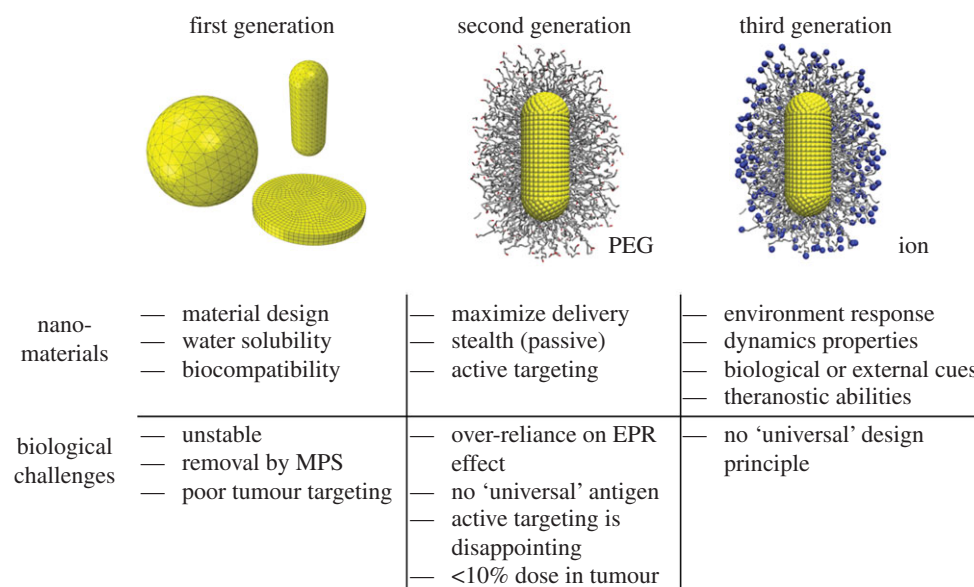 first generation
second generation
third generation
PEG
ion
nano-
materials
— material design
— water solubility
— biocompatibility
— maximize delivery
— stealth (passive)
— active targeting
— environment response
— dynamics properties
— biological or external cues
— theranostic abilities
biological
challenges
— unstable
— removal by MPS
— poor tumour targeting
— over-reliance on EPR
effect
— no ‘universal’ antigen
— active targeting is
disappointing
— <10% dose in tumour
— no ‘universal’ design
principle